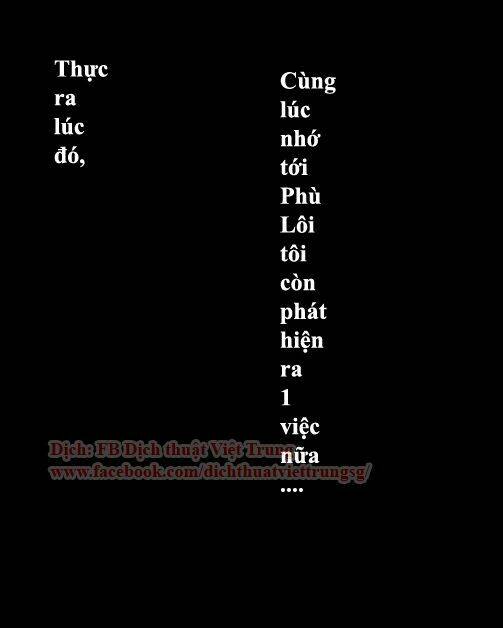 Thực
ra
lúc
đó,
Cùng
lúc
nhớ
tới
Phù
Lôi
tôi
còn
phát
hiện
ra
1
việc
nữa
....
Dịch: FB Dịch thuật Việt Trung
www.facebook.com/dichthuatviettrungsg/